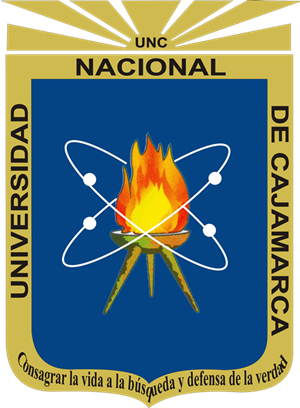 UNC
NACIONAL
UNIVERSIDAD
DE CAJAMARCA
Consagrar la vida a la búsqueda y defensa de la verdad